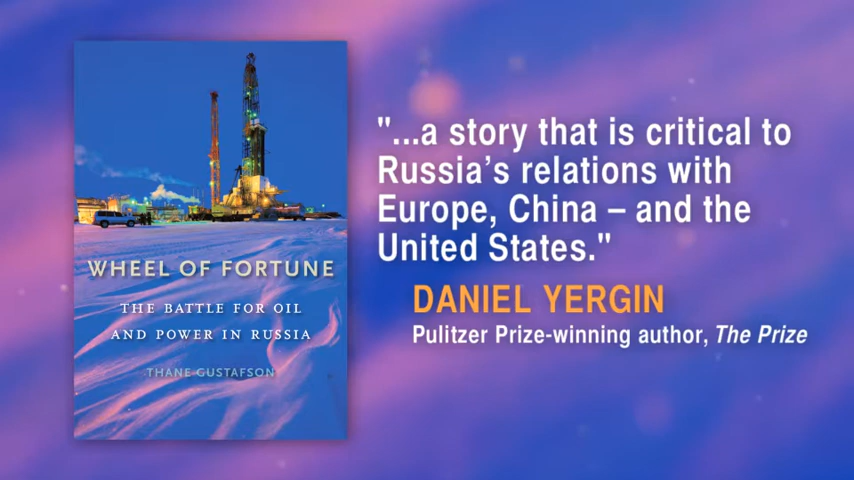 WHEEL OF FORTUNE
THE BATTLE FOR OIL
AND POWER IN RUSSIA
THANE GUSTAFSON
"...a story that is critical to
Russia’s relations with
Europe, China – and the
United States."
DANIEL YERGIN
Pulitzer Prize-winning author, The Prize